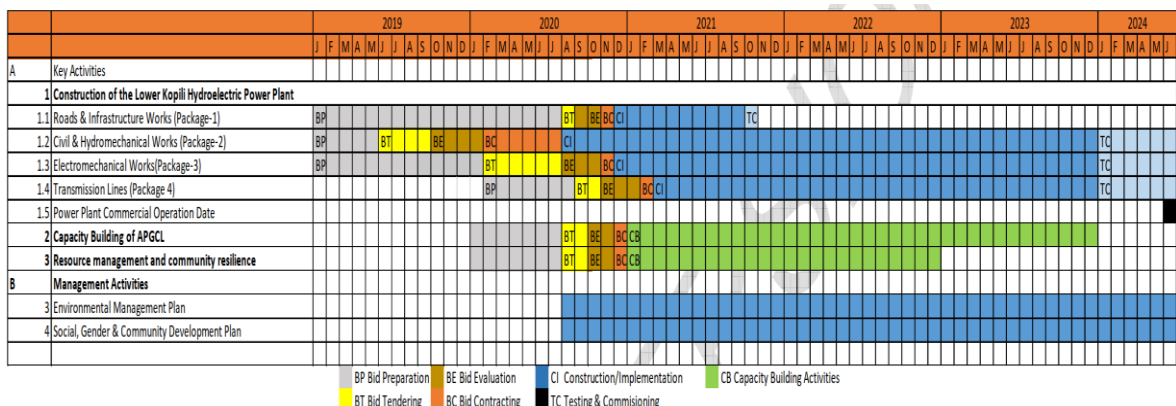 2019 2020 2021 2022 2023 2024
J F M A M J J A S O N D J F M A M J J A S O N D J F M A M J J A S O N D J F M A M J J A S O N D J F M A M J J A S O N D J F M A M J
A Key Activities
1 Construction of the Lower Kopili Hydroelectric Power Plant
1.1 Roads & Infrastructure Works (Package-1) BP BT BE BC CI TC
1.2 Civil & Hydromechanical Works (Package-2) BP BT BE BC CI TC
1.3 Electromechanical Works(Package-3) BP BT BE BC CI TC
1.4 Transmission Lines (Package 4) BP BT BE BC CI TC
1.5 Power Plant Commercial Operation Date
2 Capacity Building of APGCL BT BE BC CB
3 Resource management and community resilience BT BE BC CB
B Management Activities
3 Environmental Management Plan
4 Social, Gender & Community Development Plan
BP Bid Preparation BE Bid Evaluation CI Construction/Implementation CB Capacity Building Activities
BT Bid Tendering BC Bid Contracting TC Testing & Commisioning